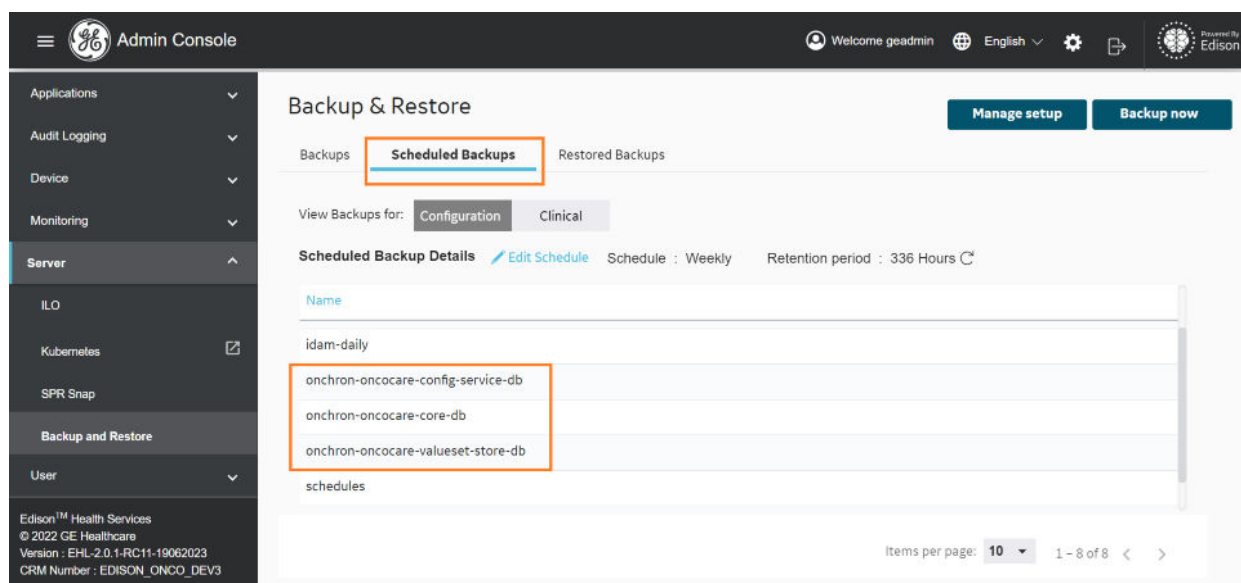 Admin Console
Welcome geadmin
English
Powered By
Edison
Applications
Audit Logging
Device
Monitoring
Server
ILO
Kubernetes
SPR Snap
Backup and Restore
User
Edison™ Health Services
© 2022 GE Healthcare
Version : EHL-2.0.1-RC11-19062023
CRM Number : EDISON_ONCO_DEV3
Backup & Restore
Manage setup
Backup now
Backups
Scheduled Backups
Restored Backups
View Backups for:
Configuration
Clinical
Scheduled Backup Details
Edit Schedule
Schedule : Weekly
Retention period : 336 Hours
Name
idam-daily
onchron-oncocare-config-service-db
onchron-oncocare-core-db
onchron-oncocare-valueset-store-db
schedules
Items per page: 10
1 – 8 of 8